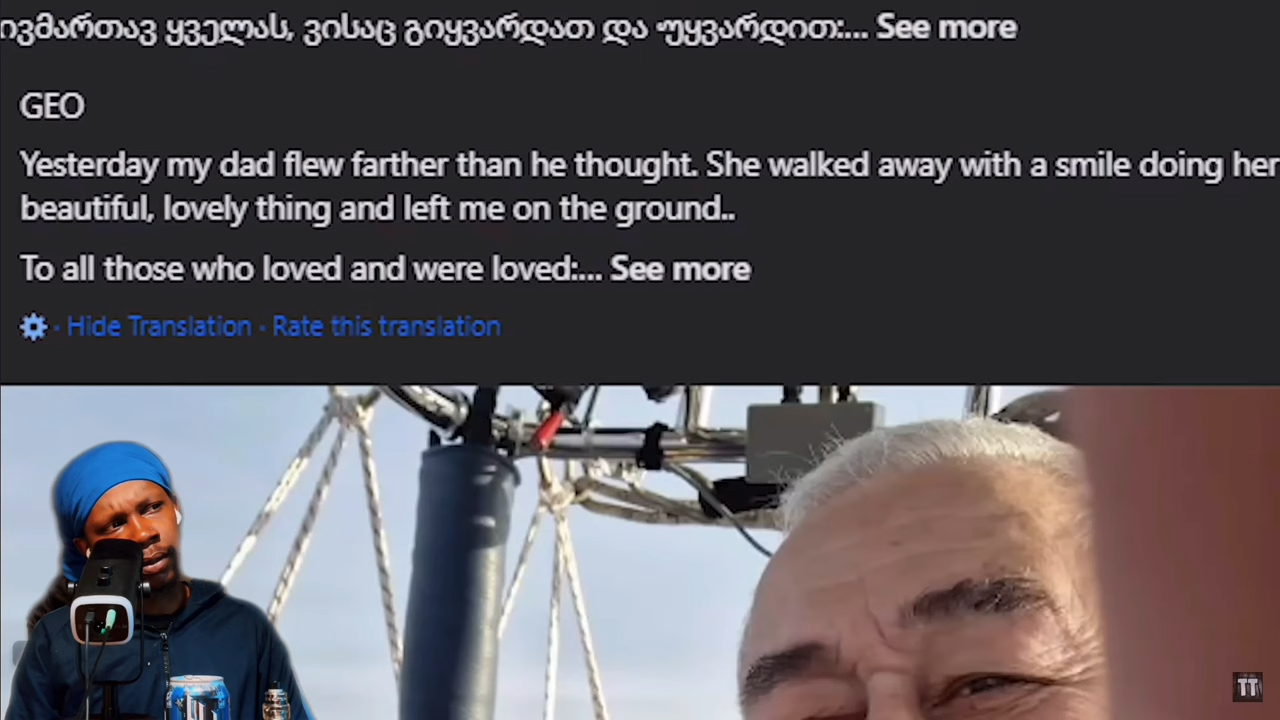 ივმართავ ყველას, ვისაც გიყვარდათ და უყვარდით:... See more
GEO
Yesterday my dad flew farther than he thought. She walked away with a smile doing her
beautiful, lovely thing and left me on the ground..
To all those who loved and were loved:... See more
· Hide Translation · Rate this translation
TT